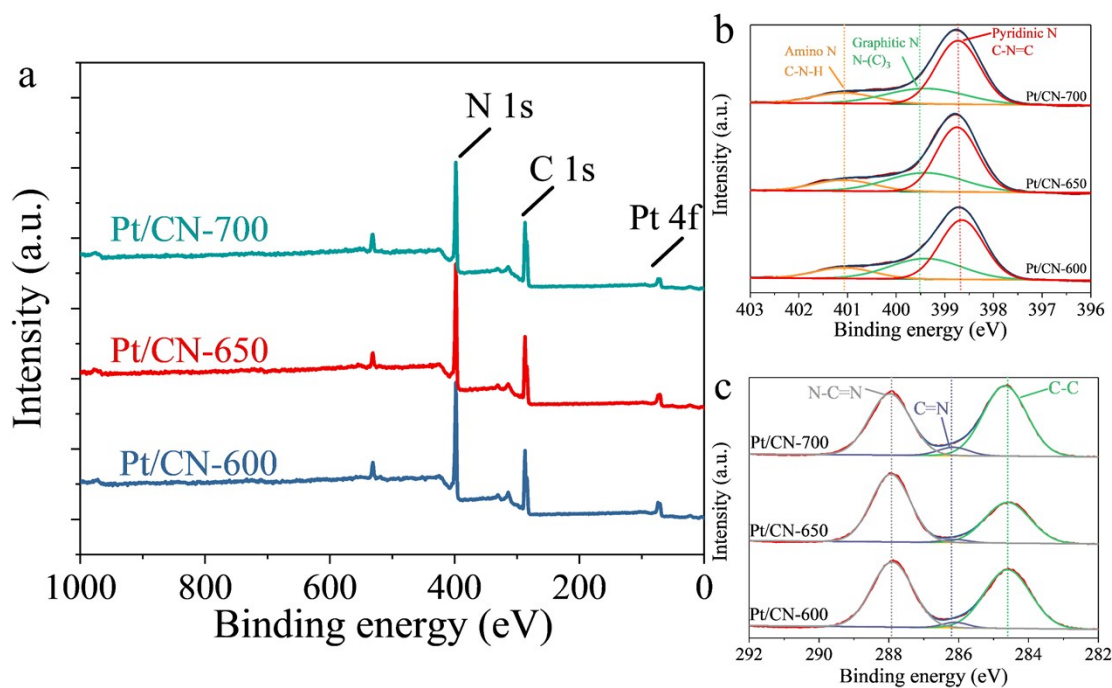 a
N 1s
C 1s
Pt 4f
Pt/CN-700
Pt/CN-650
Pt/CN-600
Intensity (a.u.)
1000 800 600 400 200 0
Binding energy (eV)
b
Amino N
C-N-H
Graphitic N
N-(C)₃
Pyridinic N
C-N=C
Pt/CN-700
Pt/CN-650
Pt/CN-600
Intensity (a.u.)
403 402 401 400 399 398 397 396
Binding energy (eV)
c
N-C=N
C=N
C-C
Pt/CN-700
Pt/CN-650
Pt/CN-600
Intensity (a.u.)
292 290 288 286 284 282
Binding energy (eV)